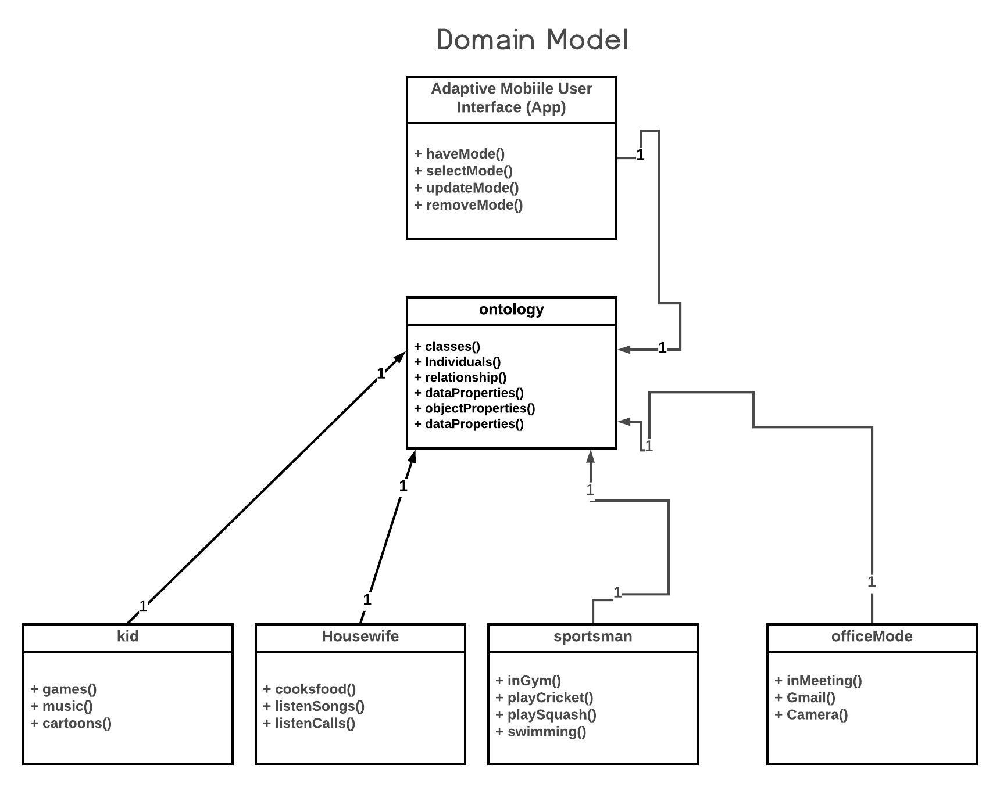 Domain Model
Adaptive Mobiile User
Interface (App)
+ haveMode()
+ selectMode()
+ updateMode()
+ removeMode()
1
ontology
+ classes()
+ Individuals()
+ relationship()
+ dataProperties()
+ objectProperties()
+ dataProperties()
1
1
1
1
1
1
1
1
1
kid
+ games()
+ music()
+ cartoons()
Housewife
+ cooksfood()
+ listenSongs()
+ listenCalls()
sportsman
+ inGym()
+ playCricket()
+ playSquash()
+ swimming()
officeMode
+ inMeeting()
+ Gmail()
+ Camera()